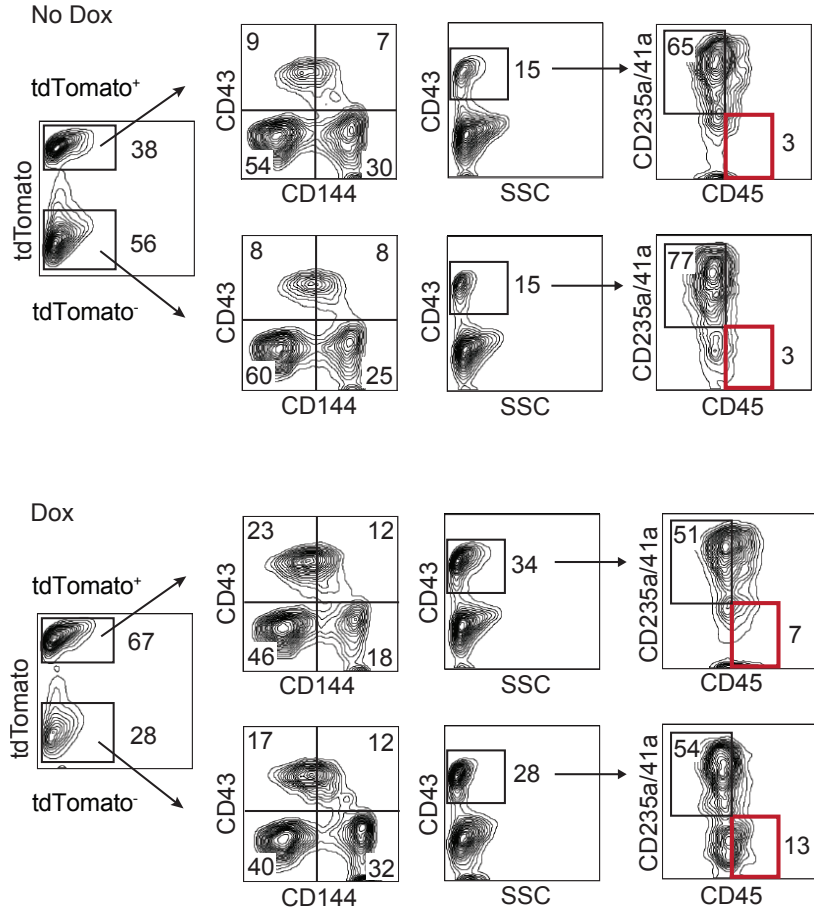 No Dox
tdTomato⁺
tdTomato
38
56
tdTomato⁻
CD43
9
7
54
30
CD144
CD43
15
SSC
CD235a/41a
65
3
CD45
CD43
8
8
60
25
CD144
CD43
15
SSC
CD235a/41a
77
3
CD45
Dox
tdTomato⁺
tdTomato
67
28
tdTomato⁻
CD43
23
12
46
18
CD144
CD43
34
SSC
CD235a/41a
51
7
CD45
CD43
17
12
40
32
CD144
CD43
28
SSC
CD235a/41a
54
13
CD45